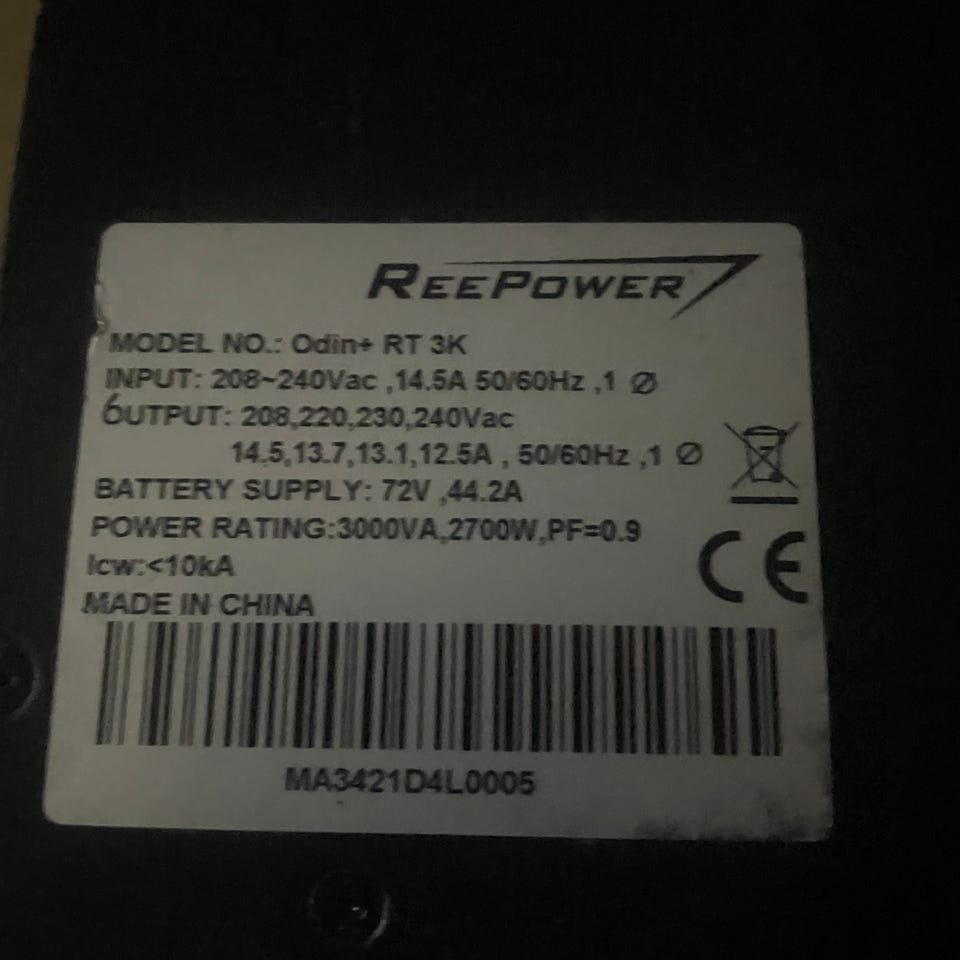 REEPOWER
MODEL NO.: Odin+ RT 3K
INPUT: 208~240Vac ,14.5A 50/60Hz ,1 Ø
OUTPUT: 208,220,230,240Vac
14.5,13.7,13.1,12.5A , 50/60Hz ,1 Ø
BATTERY SUPPLY: 72V ,44.2A
POWER RATING:3000VA,2700W,PF=0.9
Icw:<10kA
CE
MADE IN CHINA
MA3421D4L0005